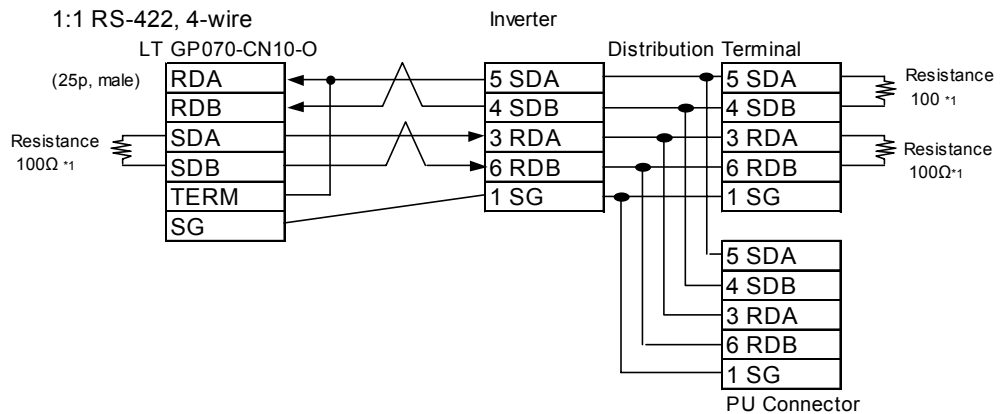 1:1 RS-422, 4-wire
Inverter
LT GP070-CN10-O
Distribution Terminal
(25p, male)
RDA
RDB
SDA
SDB
TERM
SG
Resistance
100Ω *1
5 SDA
4 SDB
3 RDA
6 RDB
1 SG
5 SDA
4 SDB
3 RDA
6 RDB
1 SG
Resistance
100 *1
Resistance
100Ω*1
5 SDA
4 SDB
3 RDA
6 RDB
1 SG
PU Connector